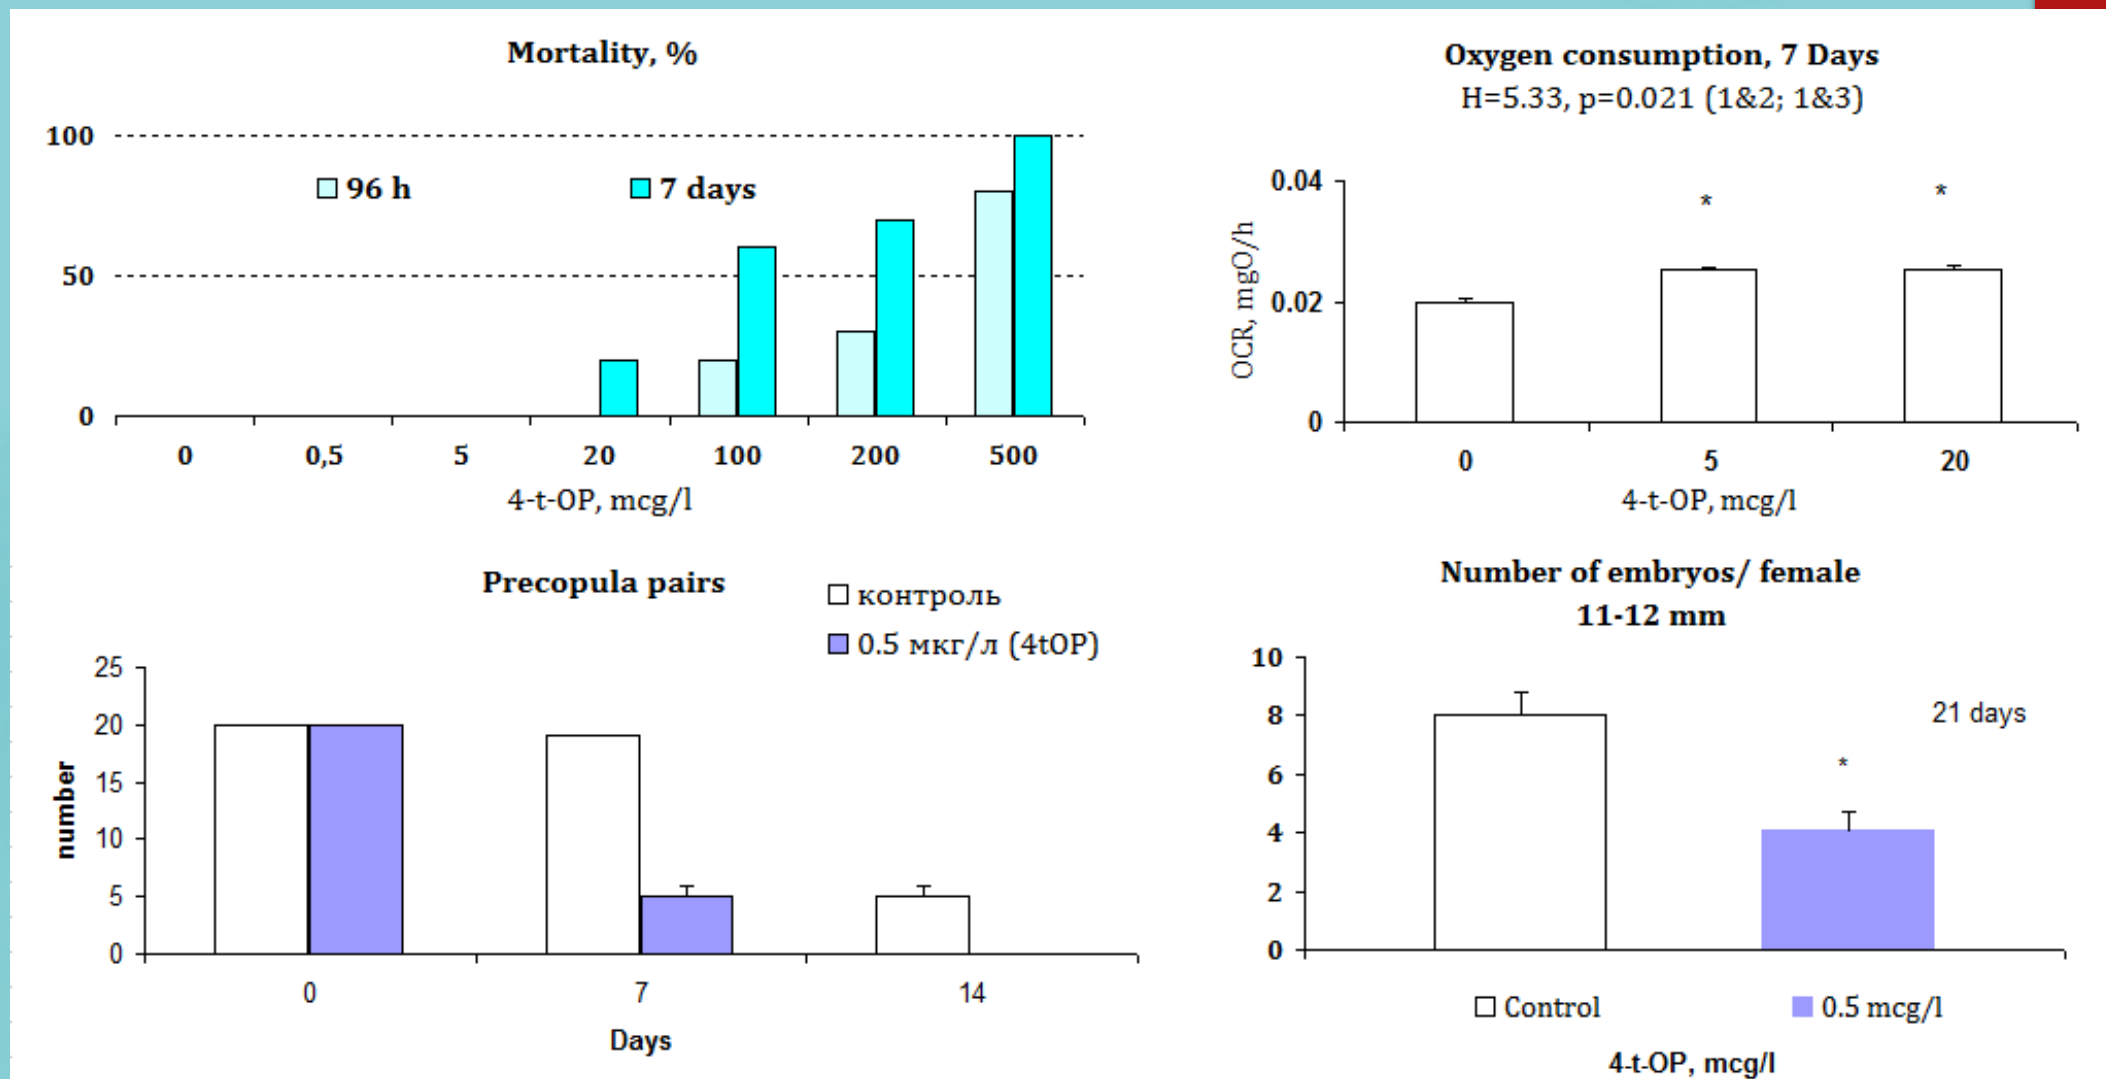 Mortality, %
100
96 h
7 days
50
0
0 0,5 5 20 100 200 500
4-t-OP, mcg/l
Oxygen consumption, 7 Days
H=5.33, p=0.021 (1&2; 1&3)
0.04
* *
OCR, mgO/h
0.02
0
0 5 20
4-t-OP, mcg/l
Precopula pairs
контроль
0.5 мкг/л (4tOP)
25
20
15
10
5
0
number
0 7 14
Days
Number of embryos/ female
11-12 mm
10
8
21 days
6
*
4
2
0
Control
0.5 mcg/l
4-t-OP, mcg/l